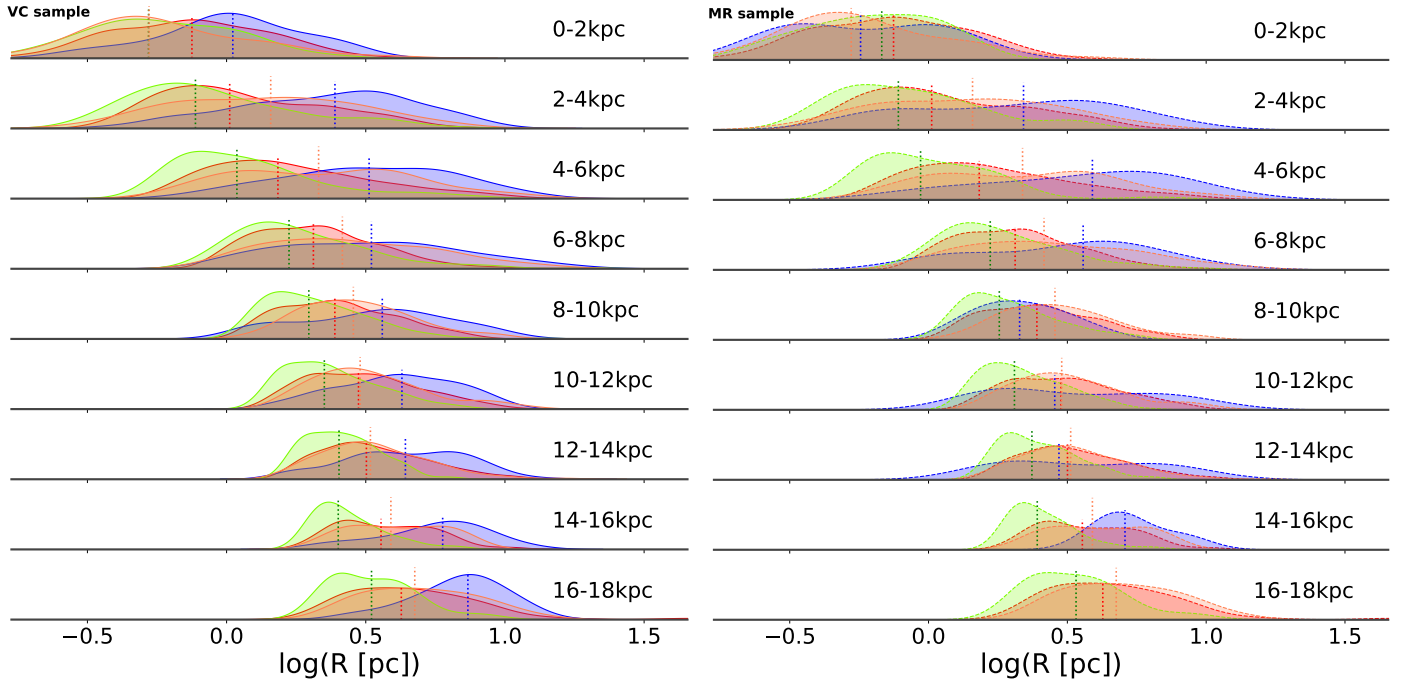 VC sample
0-2kpc
2-4kpc
4-6kpc
6-8kpc
8-10kpc
10-12kpc
12-14kpc
14-16kpc
16-18kpc
−0.5 0.0 0.5 1.0 1.5
log(R [pc])
MR sample
0-2kpc
2-4kpc
4-6kpc
6-8kpc
8-10kpc
10-12kpc
12-14kpc
14-16kpc
16-18kpc
−0.5 0.0 0.5 1.0 1.5
log(R [pc])